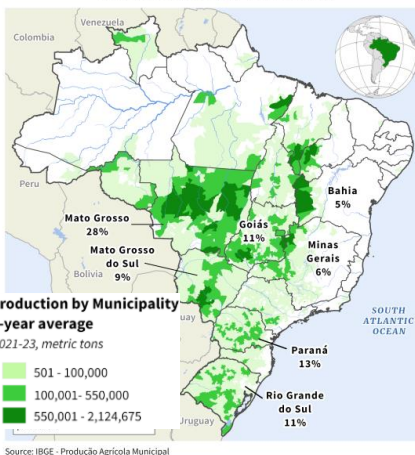 Venezuela
Colombia
Peru
Bahia
5%
Mato Grosso
28%
Goiás
11%
Mato Grosso
do Sul
9%
Minas
Gerais
6%
Bolivia
roduction by Municipality
-year average
021-23, metric tons
uay
SOUTH
ATLANTIC
OCEAN
501 - 100,000
100,001- 550,000
550,001 - 2,124,675
Paraná
13%
Rio Grande
do Sul
11%
Uruguay
Source: IBGE - Produção Agrícola Municipal